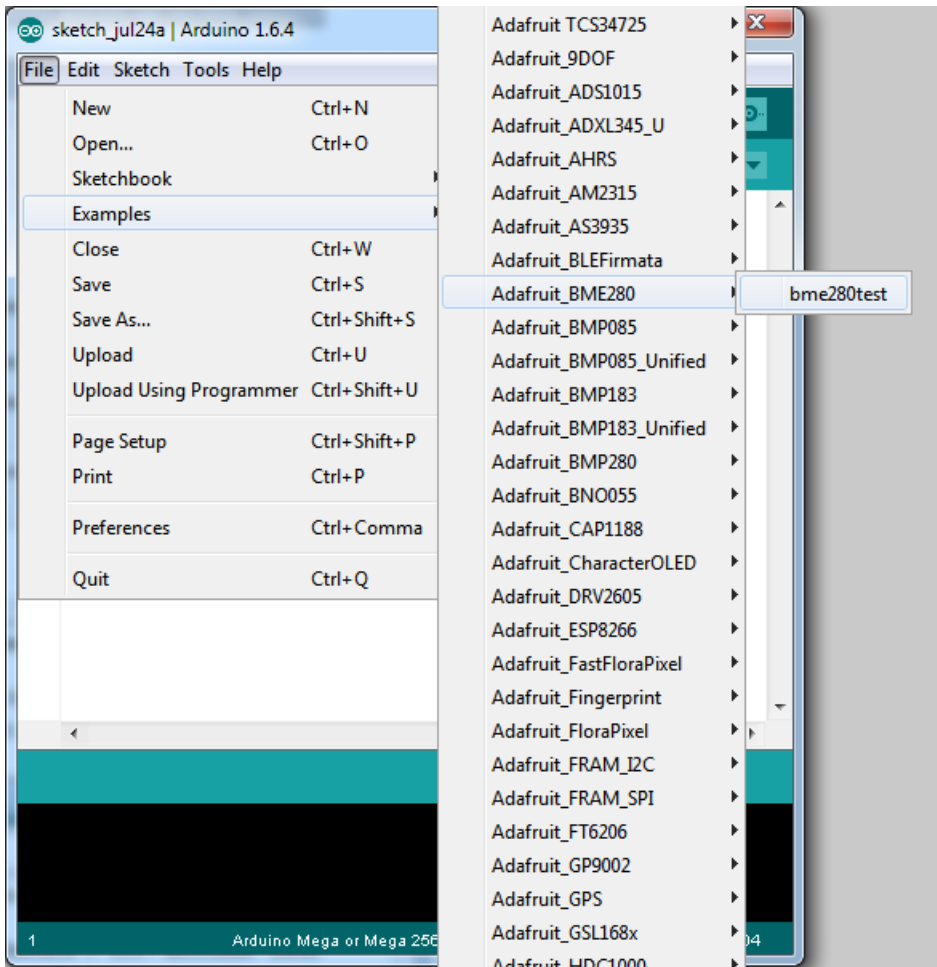 sketch_jul24a | Arduino 1.6.4
File Edit Sketch Tools Help
New Ctrl+N
Open... Ctrl+O
Sketchbook
Examples
Close Ctrl+W
Save Ctrl+S
Save As... Ctrl+Shift+S
Upload Ctrl+U
Upload Using Programmer Ctrl+Shift+U
Page Setup Ctrl+Shift+P
Print Ctrl+P
Preferences Ctrl+Comma
Quit Ctrl+Q
Adafruit TCS34725
Adafruit_9DOF
Adafruit_ADS1015
Adafruit_ADXL345_U
Adafruit_AHRS
Adafruit_AM2315
Adafruit_AS3935
Adafruit_BLEFirmata
Adafruit_BME280
bme280test
Adafruit_BMP085
Adafruit_BMP085_Unified
Adafruit_BMP183
Adafruit_BMP183_Unified
Adafruit_BMP280
Adafruit_BNO055
Adafruit_CAP1188
Adafruit_CharacterOLED
Adafruit_DRV2605
Adafruit_ESP8266
Adafruit_FastFloraPixel
Adafruit_Fingerprint
Adafruit_FloraPixel
Adafruit_FRAM_I2C
Adafruit_FRAM_SPI
Adafruit_FT6206
Adafruit_GP9002
Adafruit_GPS
Adafruit_GSL168x
Adafruit_HDC1000
1 Arduino Mega or Mega 256